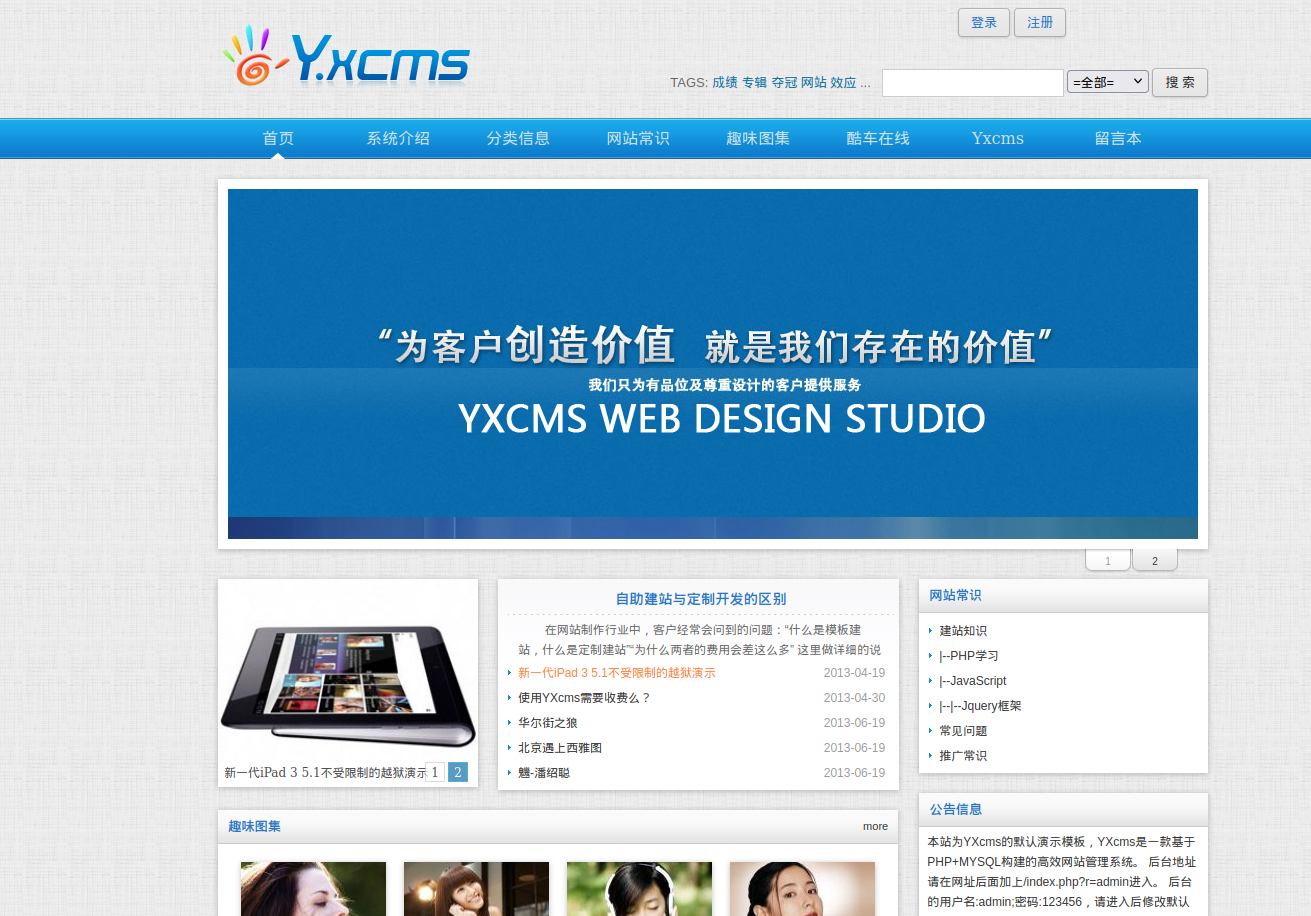 登录 注册
Y.xcms
TAGS: 成绩 专辑 夺冠 网站 效应 ... =全部= 搜 索
首页 系统介绍 分类信息 网站常识 趣味图集 酷车在线 Yxcms 留言本
“为客户创造价值 就是我们存在的价值”
我们只为有品位及尊重设计的客户提供服务
YXCMS WEB DESIGN STUDIO
1 2
新一代iPad 3 5.1不受限制的越狱演示 1 2
自助建站与定制开发的区别
在网站制作行业中，客户经常会问到的问题：“什么是模板建
站，什么是定制建站”“为什么两者的费用会差这么多” 这里做详细的说
新一代iPad 3 5.1不受限制的越狱演示 2013-04-19
使用YXcms需要收费么？ 2013-04-30
华尔街之狼 2013-06-19
北京遇上西雅图 2013-06-19
-潘绍聪 2013-06-19
网站常识
建站知识
|--PHP学习
|--JavaScript
|--|--Jquery框架
常见问题
推广常识
趣味图集 more
公告信息
本站为YXcms的默认演示模板，YXcms是一款基于
PHP+MYSQL构建的高效网站管理系统。 后台地址
请在网址后面加上/index.php?r=admin进入。 后台
的用户名:admin;密码:123456，请进入后修改默认